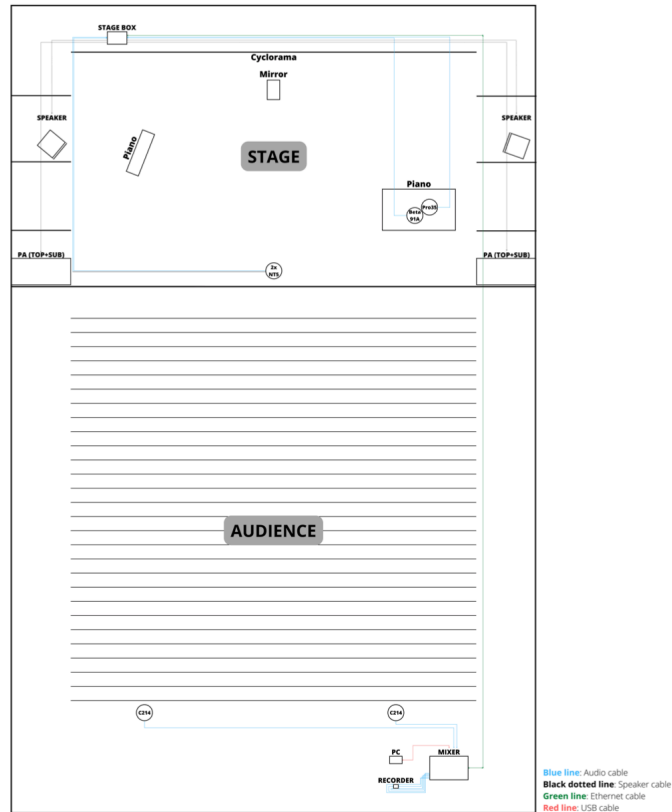 STAGE BOX
Cyclorama
Mirror
SPEAKER
SPEAKER
Piano
STAGE
Piano
Pro35
Beta
91A
PA (TOP+SUB)
PA (TOP+SUB)
2x
NT5
AUDIENCE
C214
C214
PC
MIXER
RECORDER
Blue line: Audio cable
Black dotted line: Speaker cable
Green line: Ethernet cable
Red line: USB cable